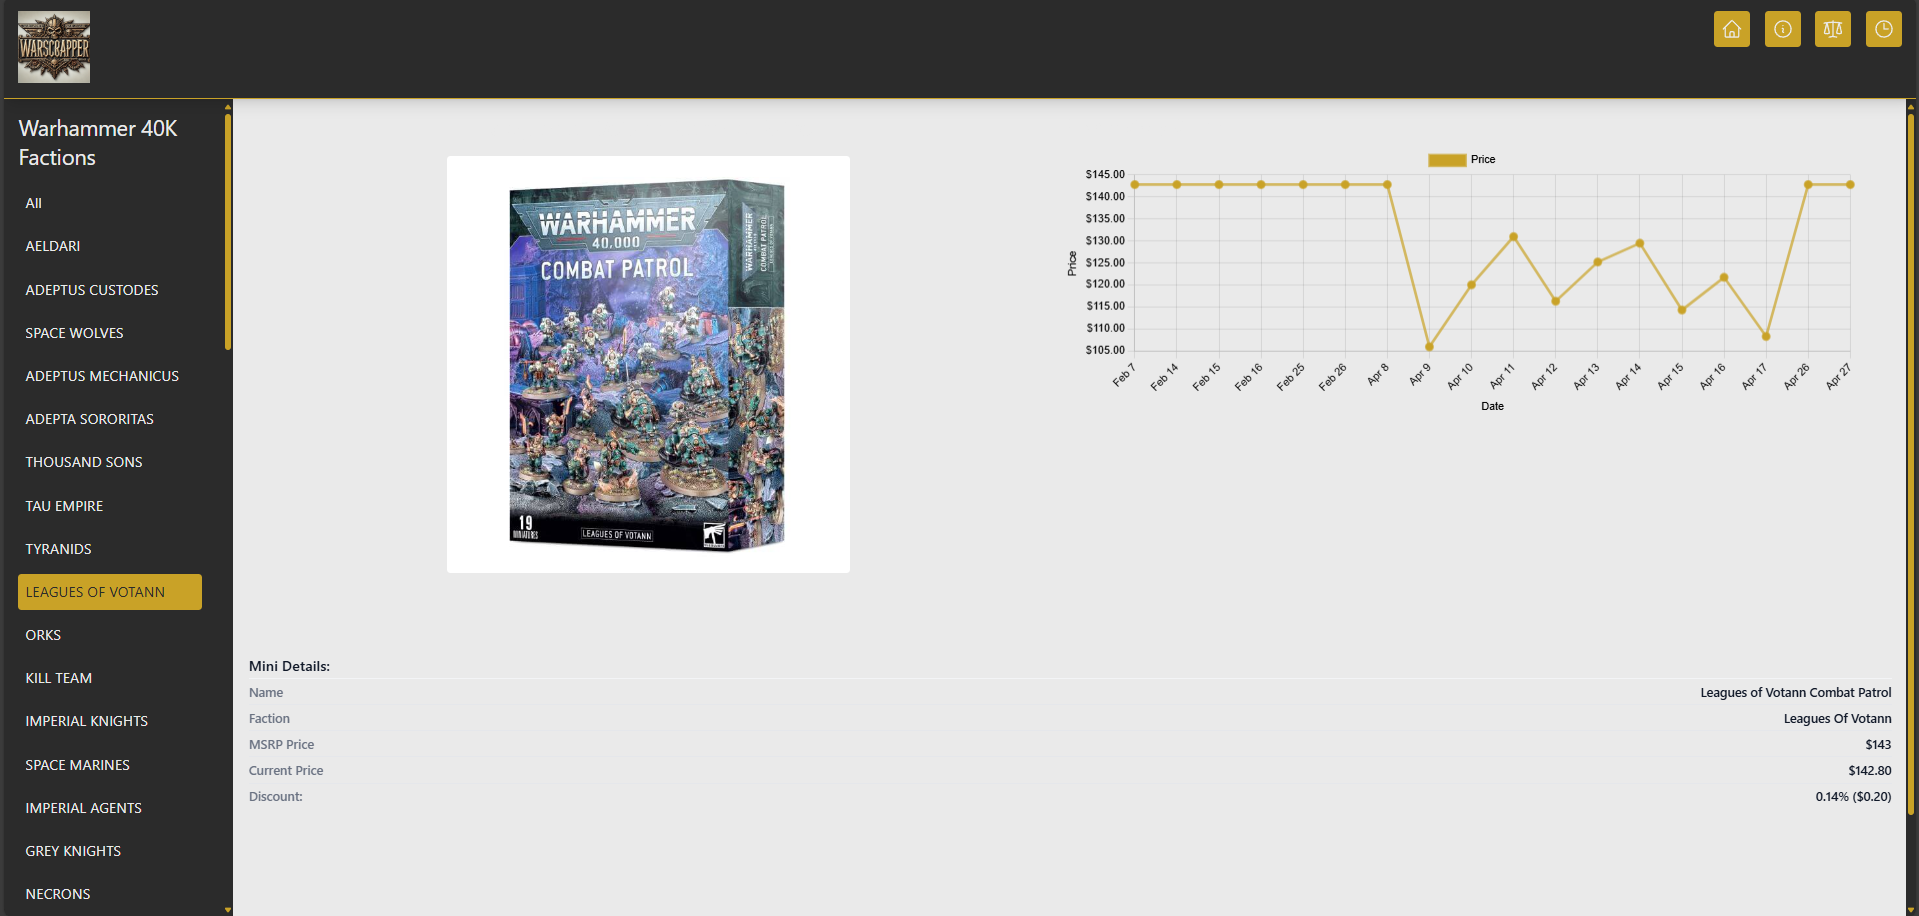 WARSCRAPPER
Warhammer 40K
Factions
All
AELDARI
ADEPTUS CUSTODES
SPACE WOLVES
ADEPTUS MECHANICUS
ADEPTA SORORITAS
THOUSAND SONS
TAU EMPIRE
TYRANIDS
LEAGUES OF VOTANN
ORKS
KILL TEAM
IMPERIAL KNIGHTS
SPACE MARINES
IMPERIAL AGENTS
GREY KNIGHTS
NECRONS
WARHAMMER
40,000
COMBAT PATROL
WARHAMMER
COMBAT PATROL
19
MINIATURES
LEAGUES OF VOTANN
Price
$145.00
$140.00
$135.00
$130.00
$125.00
$120.00
$115.00
$110.00
$105.00
Price
Feb 7
Feb 14
Feb 15
Feb 16
Feb 25
Feb 26
Apr 8
Apr 9
Apr 10
Apr 11
Apr 12
Apr 13
Apr 14
Apr 15
Apr 16
Apr 17
Apr 26
Apr 27
Date
Mini Details:
Name Leagues of Votann Combat Patrol
Faction Leagues Of Votann
MSRP Price $143
Current Price $142.80
Discount: 0.14% ($0.20)